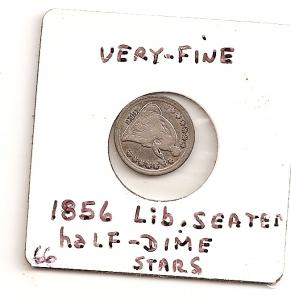 VERY-FINE
1856 Lib. SEATED
hALF-DIME
STARS
66